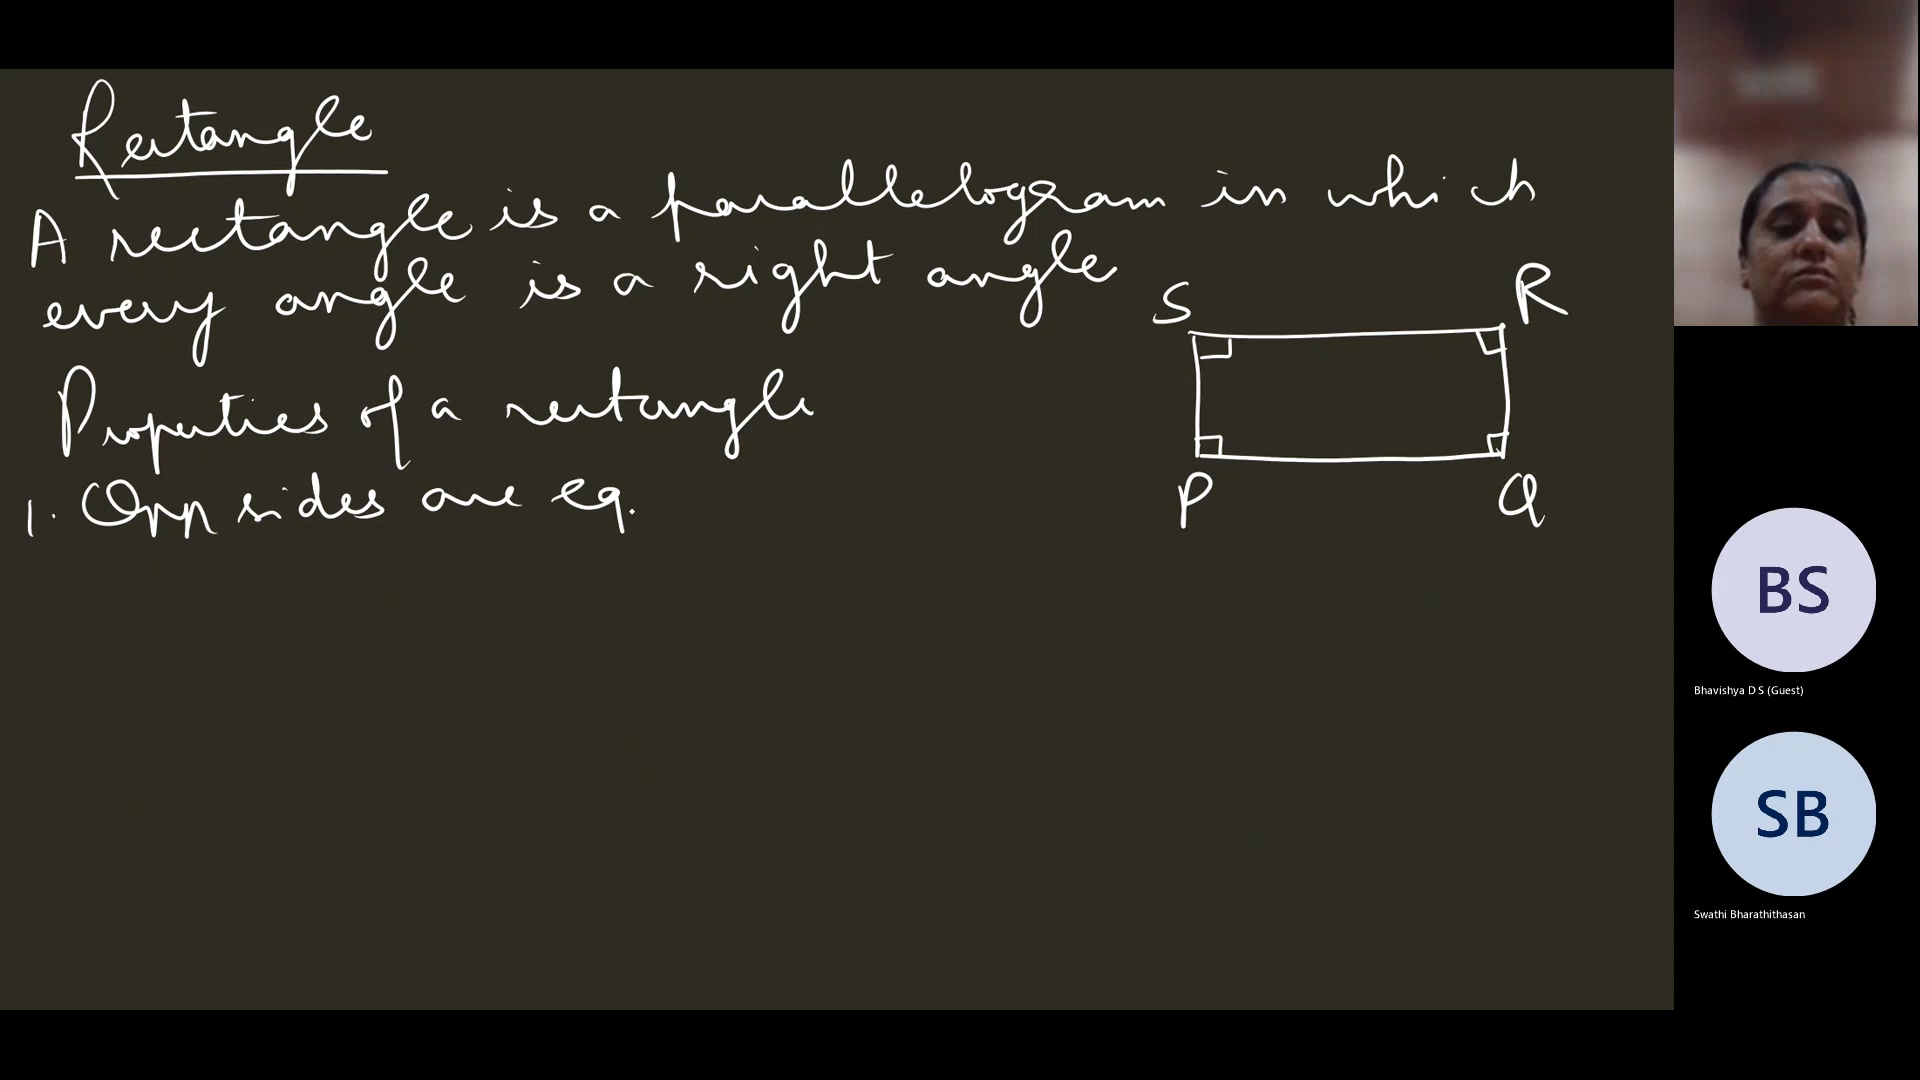 Rectangle
A rectangle is a parallelogram in which
every angle is a right angle
S R
Properties of a rectangle
1. Opp sides are eq.
P Q
BS
Bhavishya D S (Guest)
SB
Swathi Bharathithasan